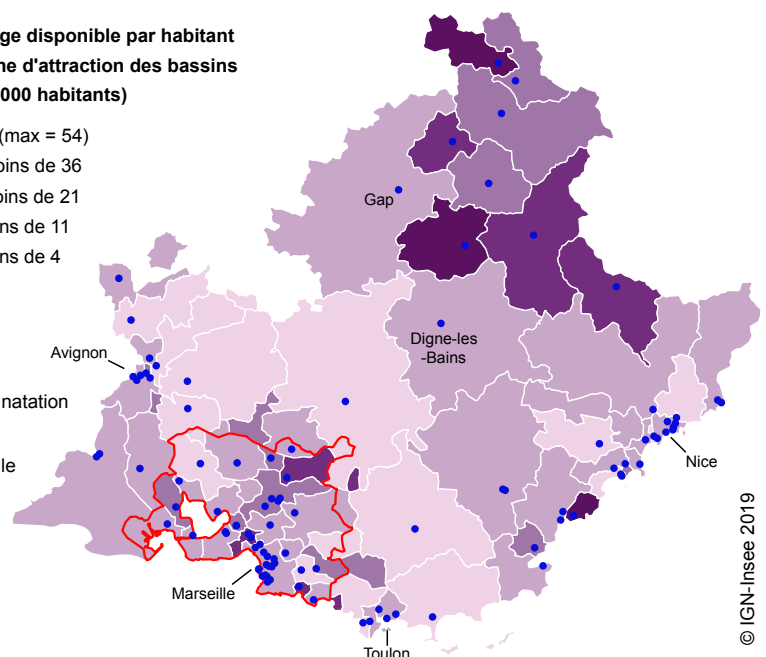 ge disponible par habitant
ne d'attraction des bassins
000 habitants)
(max = 54)
oins de 36
oins de 21
ns de 11
ns de 4
natation
le
Gap
Digne-les
-Bains
Avignon
Nice
Marseille
Toulon
© IGN-Insee 2019